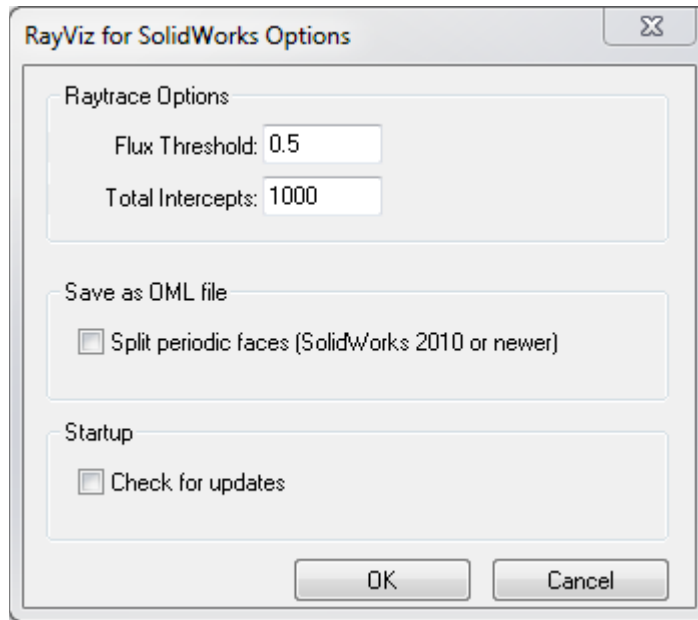 RayViz for SolidWorks Options
Raytrace Options
Flux Threshold: 0.5
Total Intercepts: 1000
Save as OML file
Split periodic faces (SolidWorks 2010 or newer)
Startup
Check for updates
OK Cancel